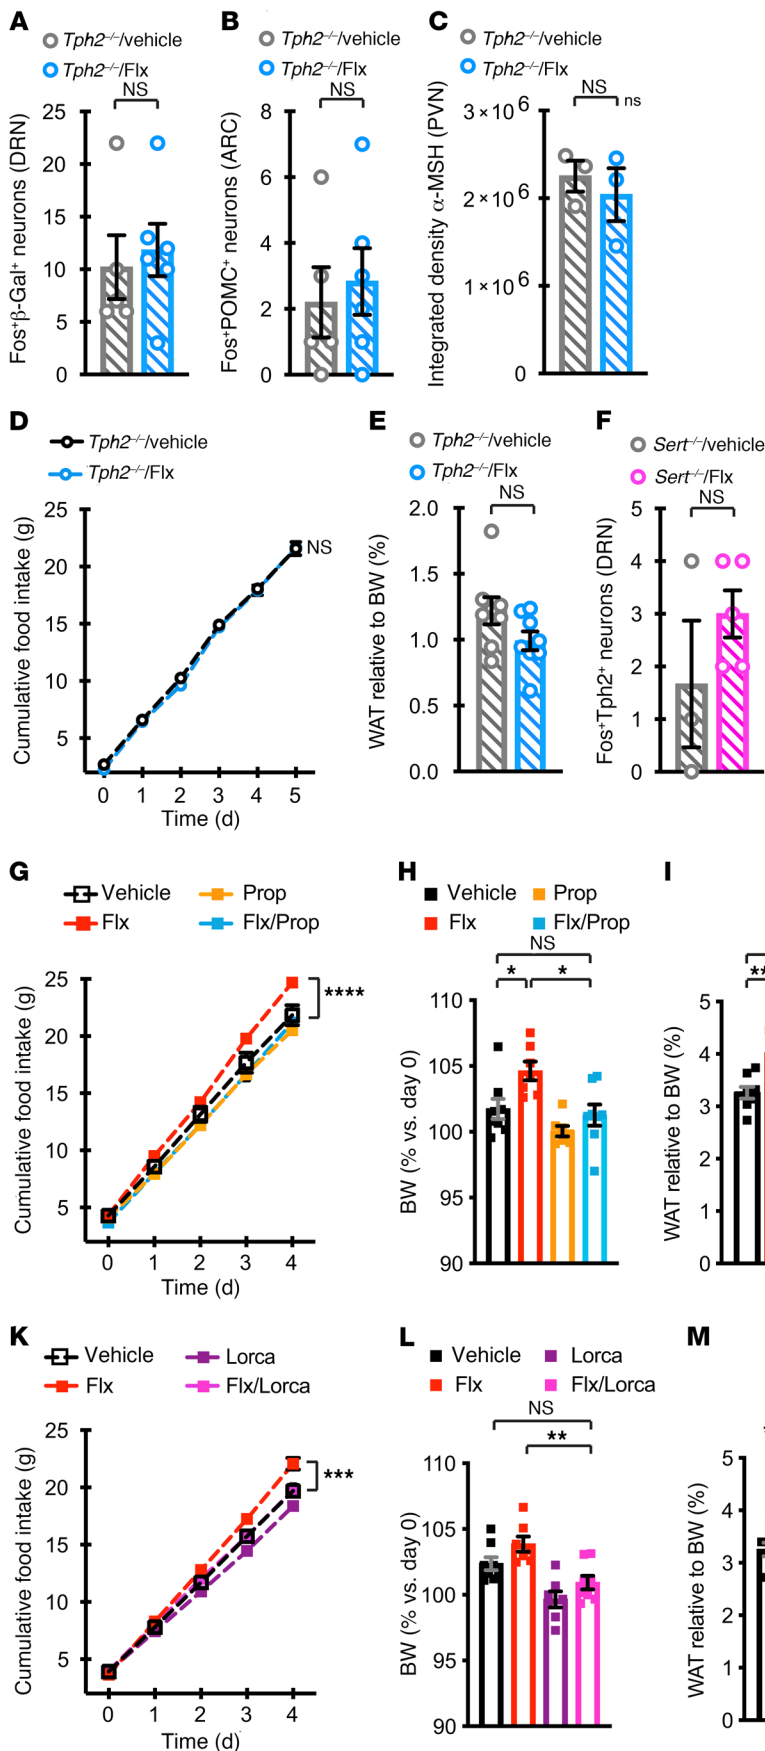 A
Tph2⁻/⁻/vehicle
Tph2⁻/⁻/Flx
NS
Fos⁺β-Gal⁺ neurons (DRN)
25
20
15
10
5
0
B
Tph2⁻/⁻/vehicle
Tph2⁻/⁻/Flx
NS
Fos⁺POMC⁺ neurons (ARC)
8
6
4
2
0
C
Tph2⁻/⁻/vehicle
Tph2⁻/⁻/Flx
NS
ns
Integrated density α-MSH (PVN)
3×10⁶
2×10⁶
1×10⁶
0
D
Tph2⁻/⁻/vehicle
Tph2⁻/⁻/Flx
Cumulative food intake (g)
25
20
15
10
5
NS
0 1 2 3 4 5
Time (d)
E
Tph2⁻/⁻/vehicle
Tph2⁻/⁻/Flx
NS
WAT relative to BW (%)
2.0
1.5
1.0
0.5
0.0
F
Sert⁻/⁻/vehicle
Sert⁻/⁻/Flx
NS
Fos⁺Tph2⁺ neurons (DRN)
5
4
3
2
1
0
G
Vehicle Prop
Flx Flx/Prop
Cumulative food intake (g)
25
20
15
10
5
****
0 1 2 3 4
Time (d)
H
Vehicle Prop
Flx Flx/Prop
NS
* *
BW (% vs. day 0)
110
105
100
95
90
I
**
WAT relative to BW (%)
5
4
3
2
1
0
K
Vehicle Lorca
Flx Flx/Lorca
Cumulative food intake (g)
25
20
15
10
5
***
0 1 2 3 4
Time (d)
L
Vehicle Lorca
Flx Flx/Lorca
NS
**
BW (% vs. day 0)
110
105
100
95
90
M
WAT relative to BW (%)
5
4
3
2
1
0